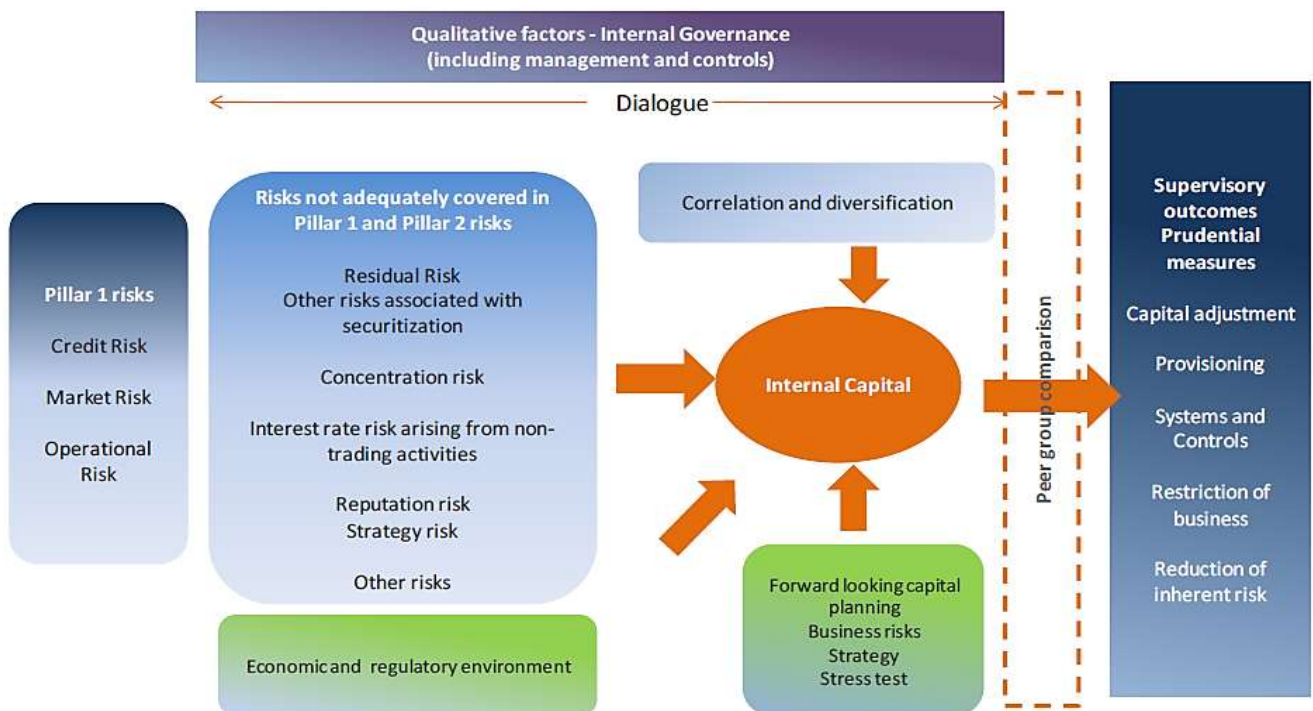 Qualitative factors - Internal Governance
(including management and controls)
Dialogue
Pillar 1 risks
Credit Risk
Market Risk
Operational
Risk
Risks not adequately covered in
Pillar 1 and Pillar 2 risks
Residual Risk
Other risks associated with
securitization
Concentration risk
Interest rate risk arising from non-
trading activities
Reputation risk
Strategy risk
Other risks
Economic and regulatory environment
Correlation and diversification
Internal Capital
Forward looking capital
planning
Business risks
Strategy
Stress test
Peer group comparison
Supervisory
outcomes
Prudential
measures
Capital adjustment
Provisioning
Systems and
Controls
Restriction of
business
Reduction of
inherent risk